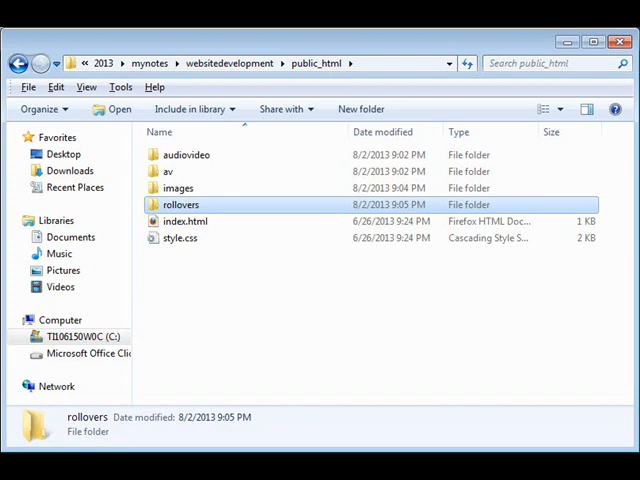 « 2013 ▸ mynotes ▸ websitedevelopment ▸ public_html ▸ Search public_html
File Edit View Tools Help
Organize ▾ Open Include in library ▾ Share with ▾ New folder
Name Date modified Type Size
Favorites
Desktop
Downloads
Recent Places
Libraries
Documents
Music
Pictures
Videos
Computer
TI106150W0C (C:)
Microsoft Office Clic
Network
audiovideo 8/2/2013 9:02 PM File folder
av 8/2/2013 9:02 PM File folder
images 8/2/2013 9:04 PM File folder
rollovers 8/2/2013 9:05 PM File folder
index.html 6/26/2013 9:24 PM Firefox HTML Doc... 1 KB
style.css 6/26/2013 9:24 PM Cascading Style S... 2 KB
rollovers Date modified: 8/2/2013 9:05 PM
File folder